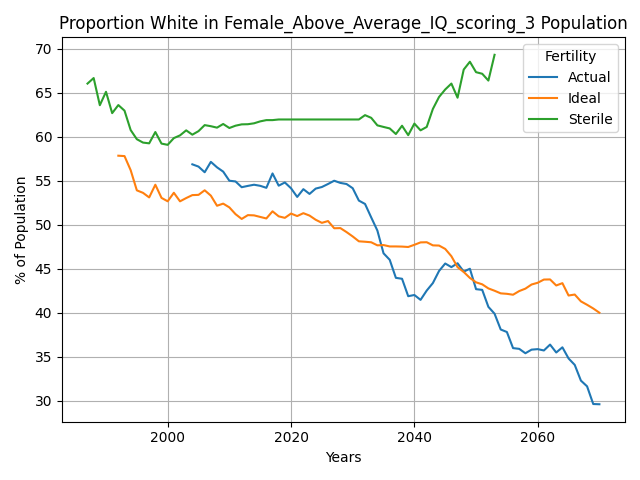 Proportion White in Female_Above_Average_IQ_scoring_3 Population
Fertility
Actual
Ideal
Sterile
% of Population
70
65
60
55
50
45
40
35
30
2000
2020
2040
2060
Years